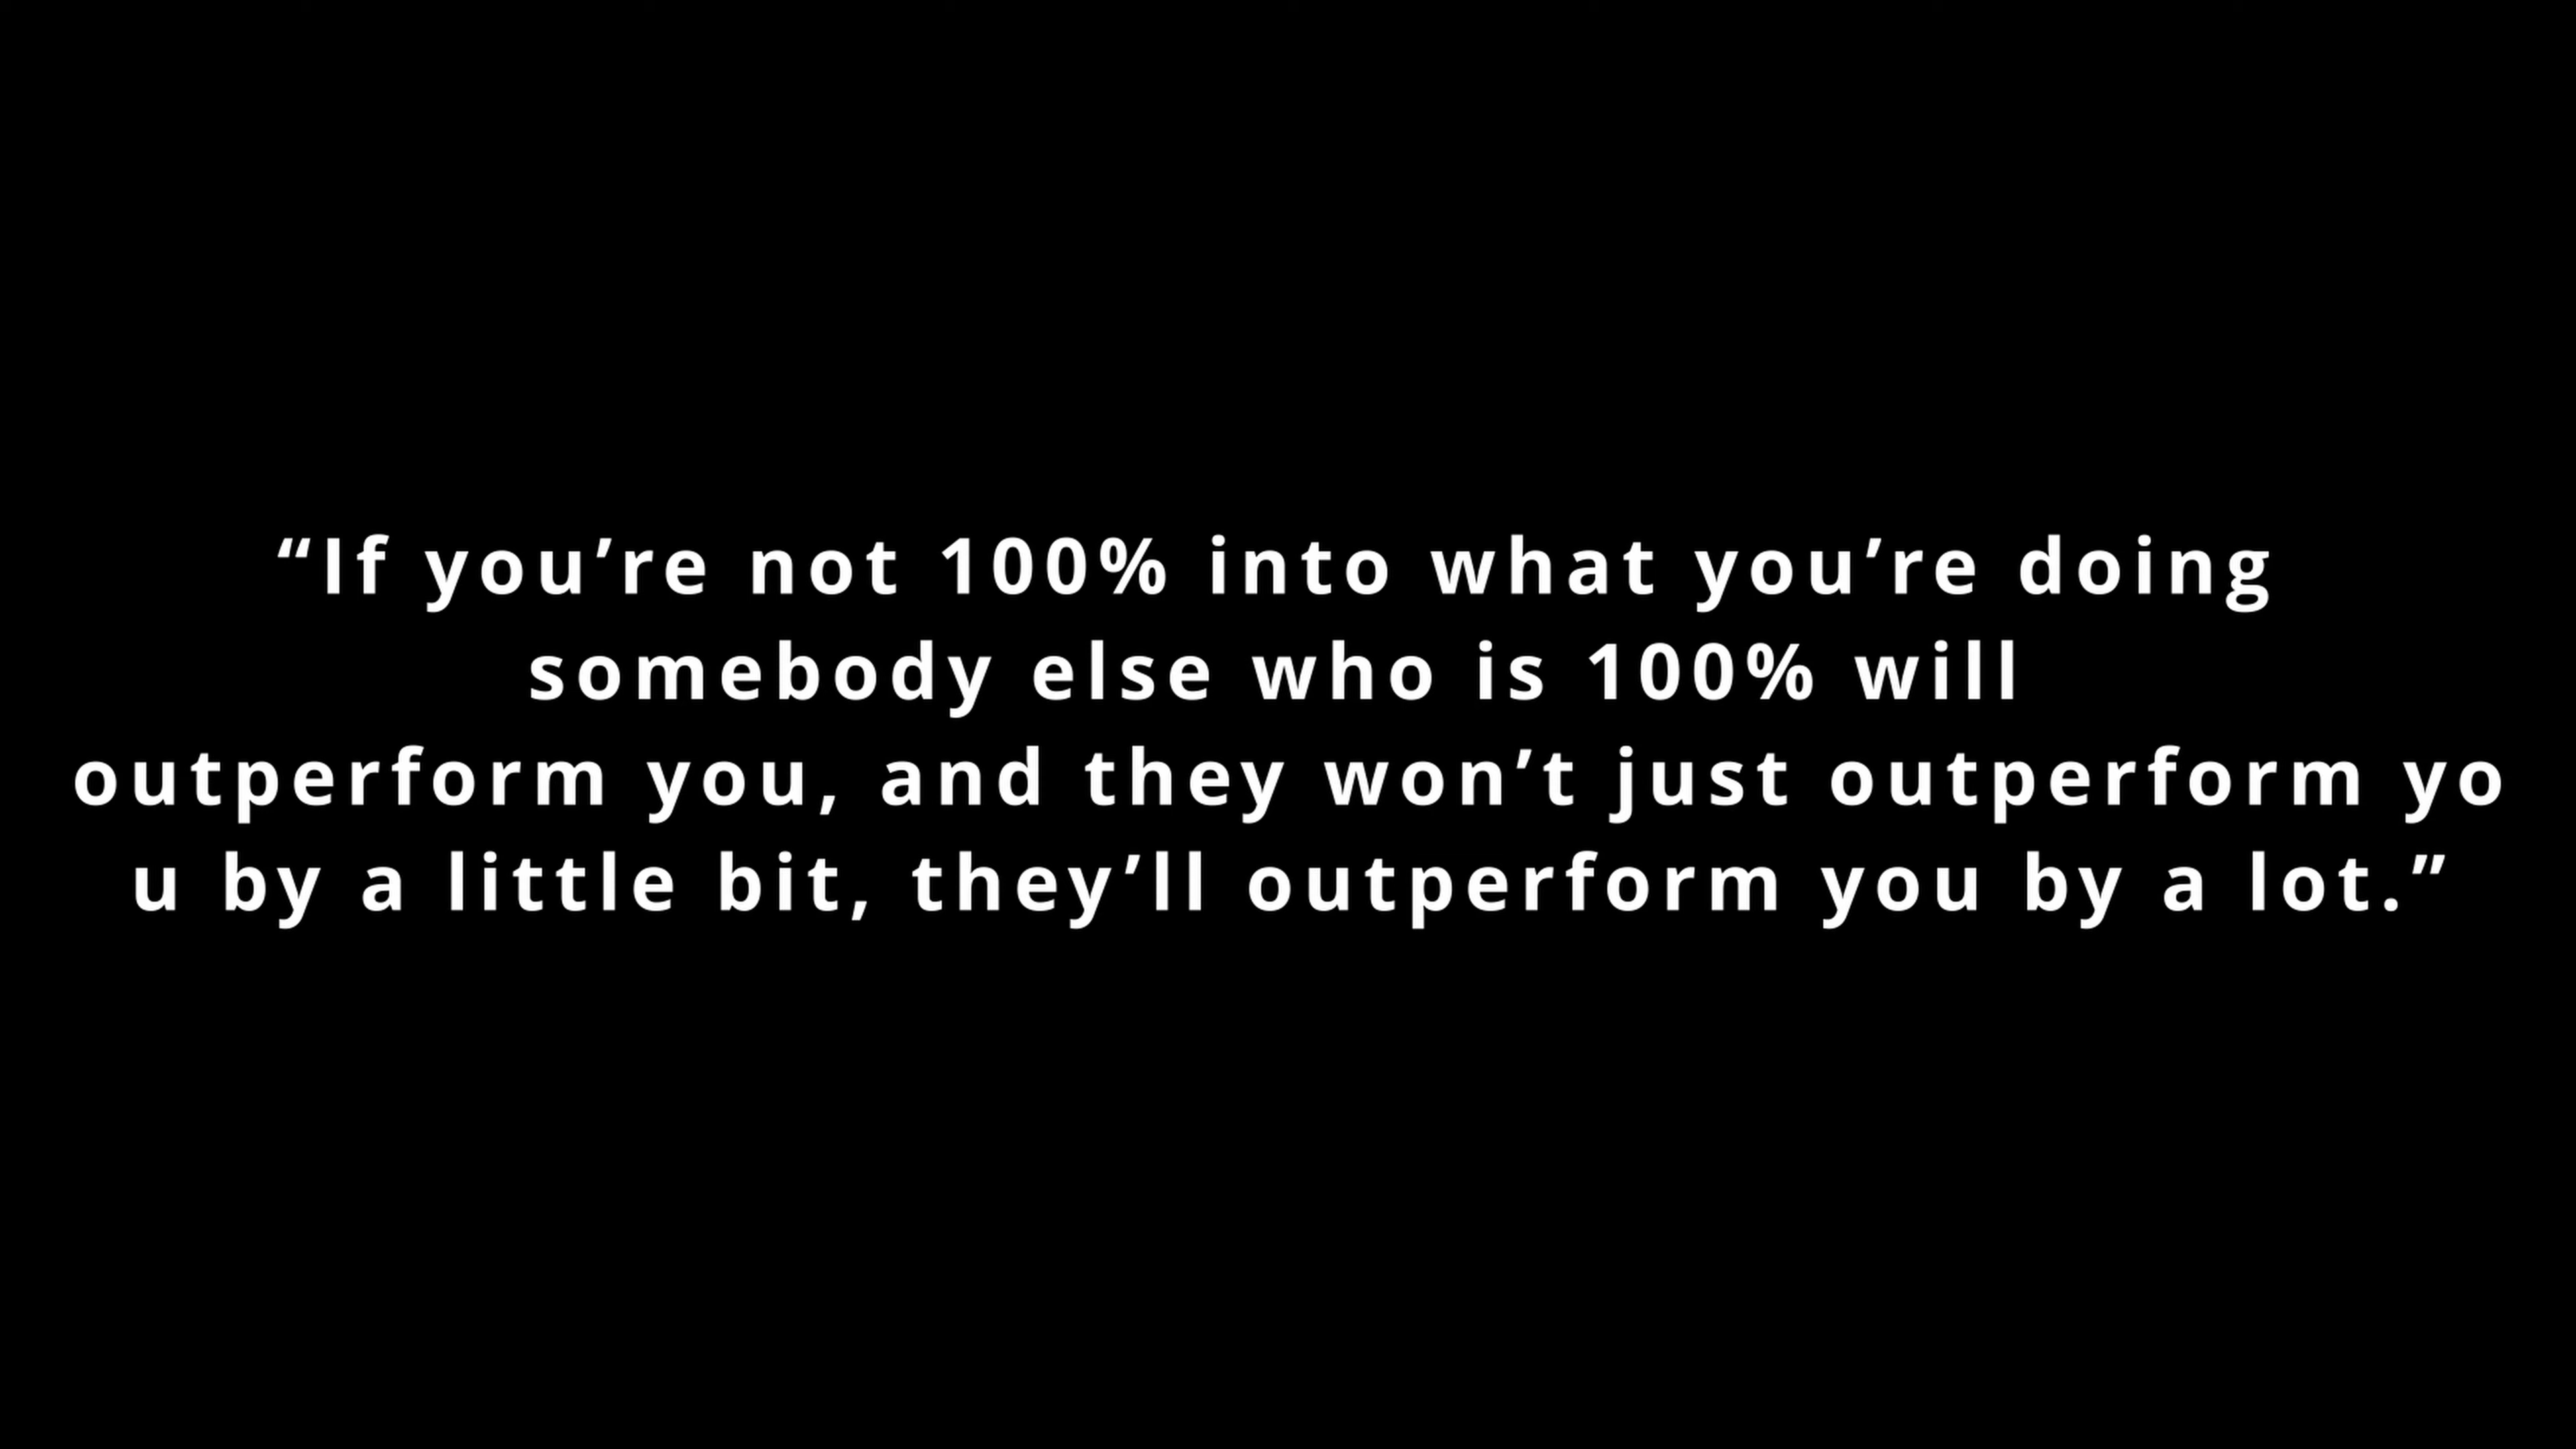 “If you’re not 100% into what you’re doing
somebody else who is 100% will
outperform you, and they won’t just outperform yo
u by a little bit, they’ll outperform you by a lot.”